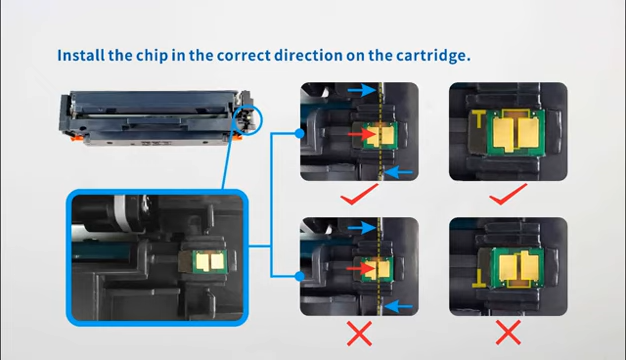 Install the chip in the correct direction on the cartridge.